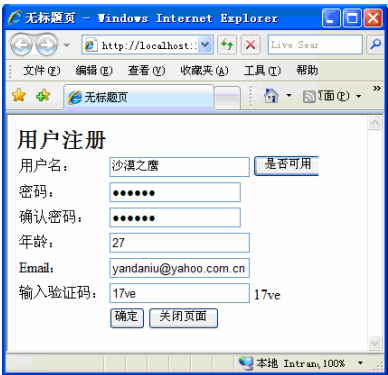 无标题页 - Windows Internet Explorer
http://localhost:
Live Sear
文件(F) 编辑(E) 查看(V) 收藏夹(A) 工具(T) 帮助
无标 页面(P)
用户注册
用户名： 沙漠之鹰 是否可用
密码： ●●●●●●
确认密码： ●●●●●●
年龄： 27
Email： yandaniu@yahoo.com.cn
输入验证码： 17ve 17ve
确定 关闭页面
本地 Intran 100%